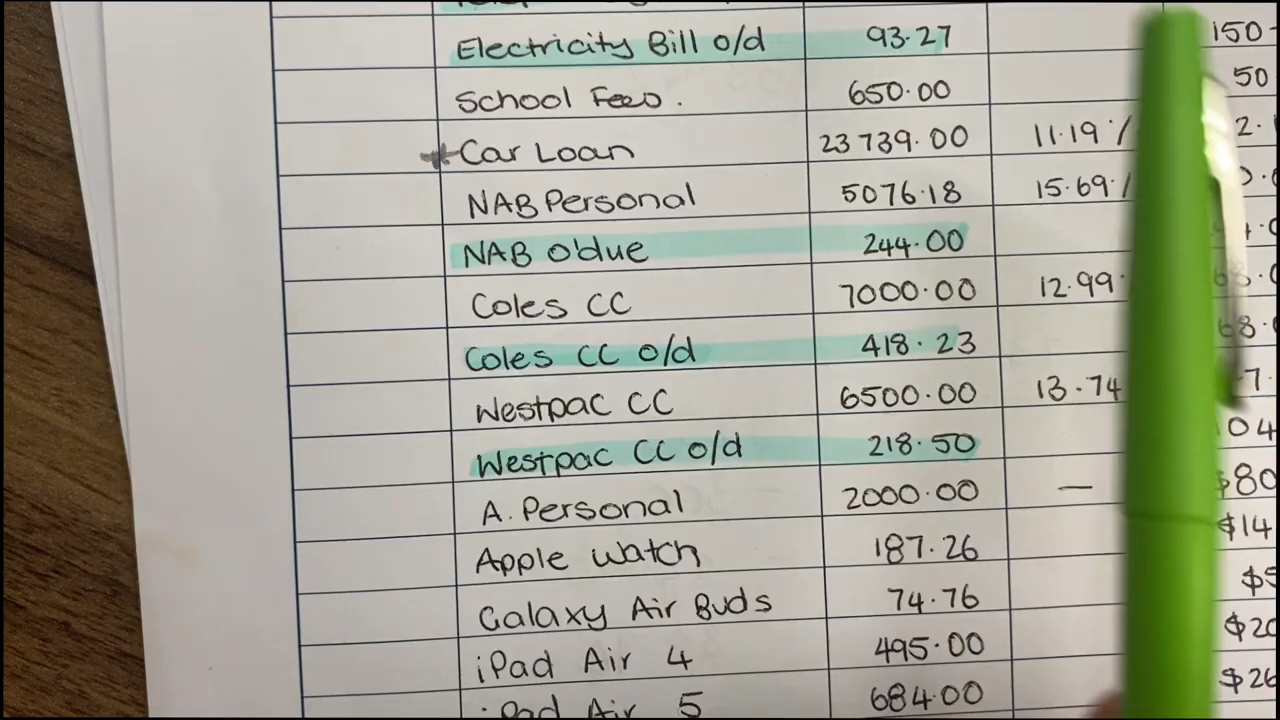 Electricity Bill o/d 93.27 150
School Fees. 650.00 50
Car Loan 23739.00 11.19%
NAB Personal 5076.18 15.69%
NAB o'due 244.00
Coles CC 7000.00 12.99
Coles CC o/d 418.23
Westpac CC 6500.00 13.74
Westpac CC o/d 218.50
A. Personal 2000.00 —
Apple Watch 187.26
Galaxy Air Buds 74.76
iPad Air 4 495.00
iPad Air 5 684.00